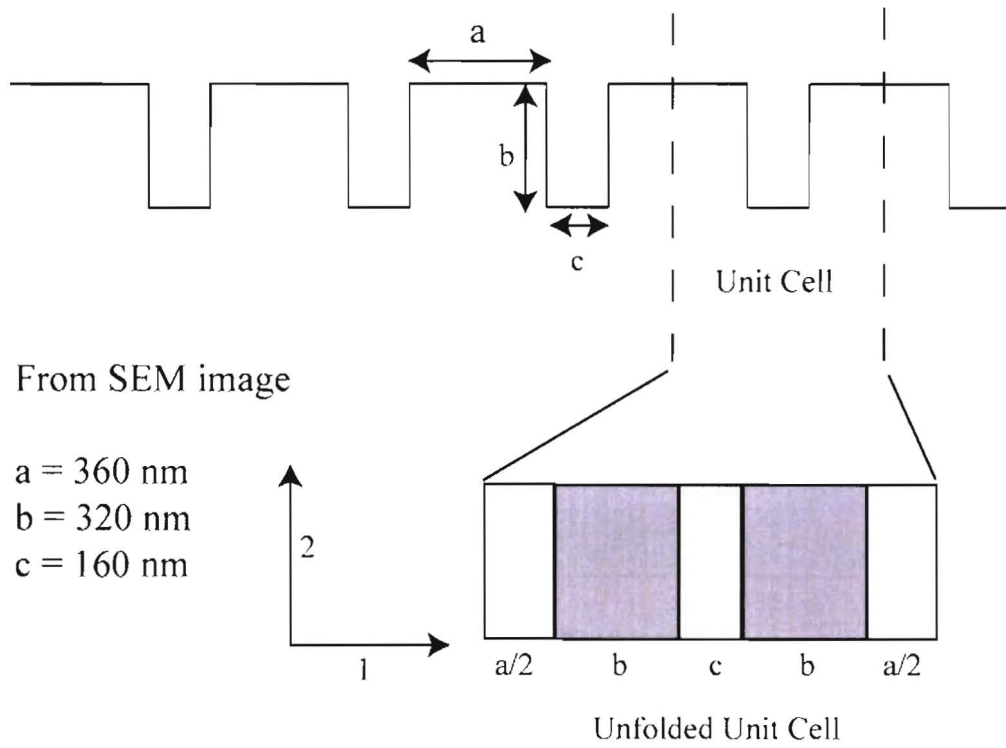 a
b
c
Unit Cell
From SEM image
a = 360 nm
b = 320 nm
c = 160 nm
2
1
a/2 b c b a/2
Unfolded Unit Cell